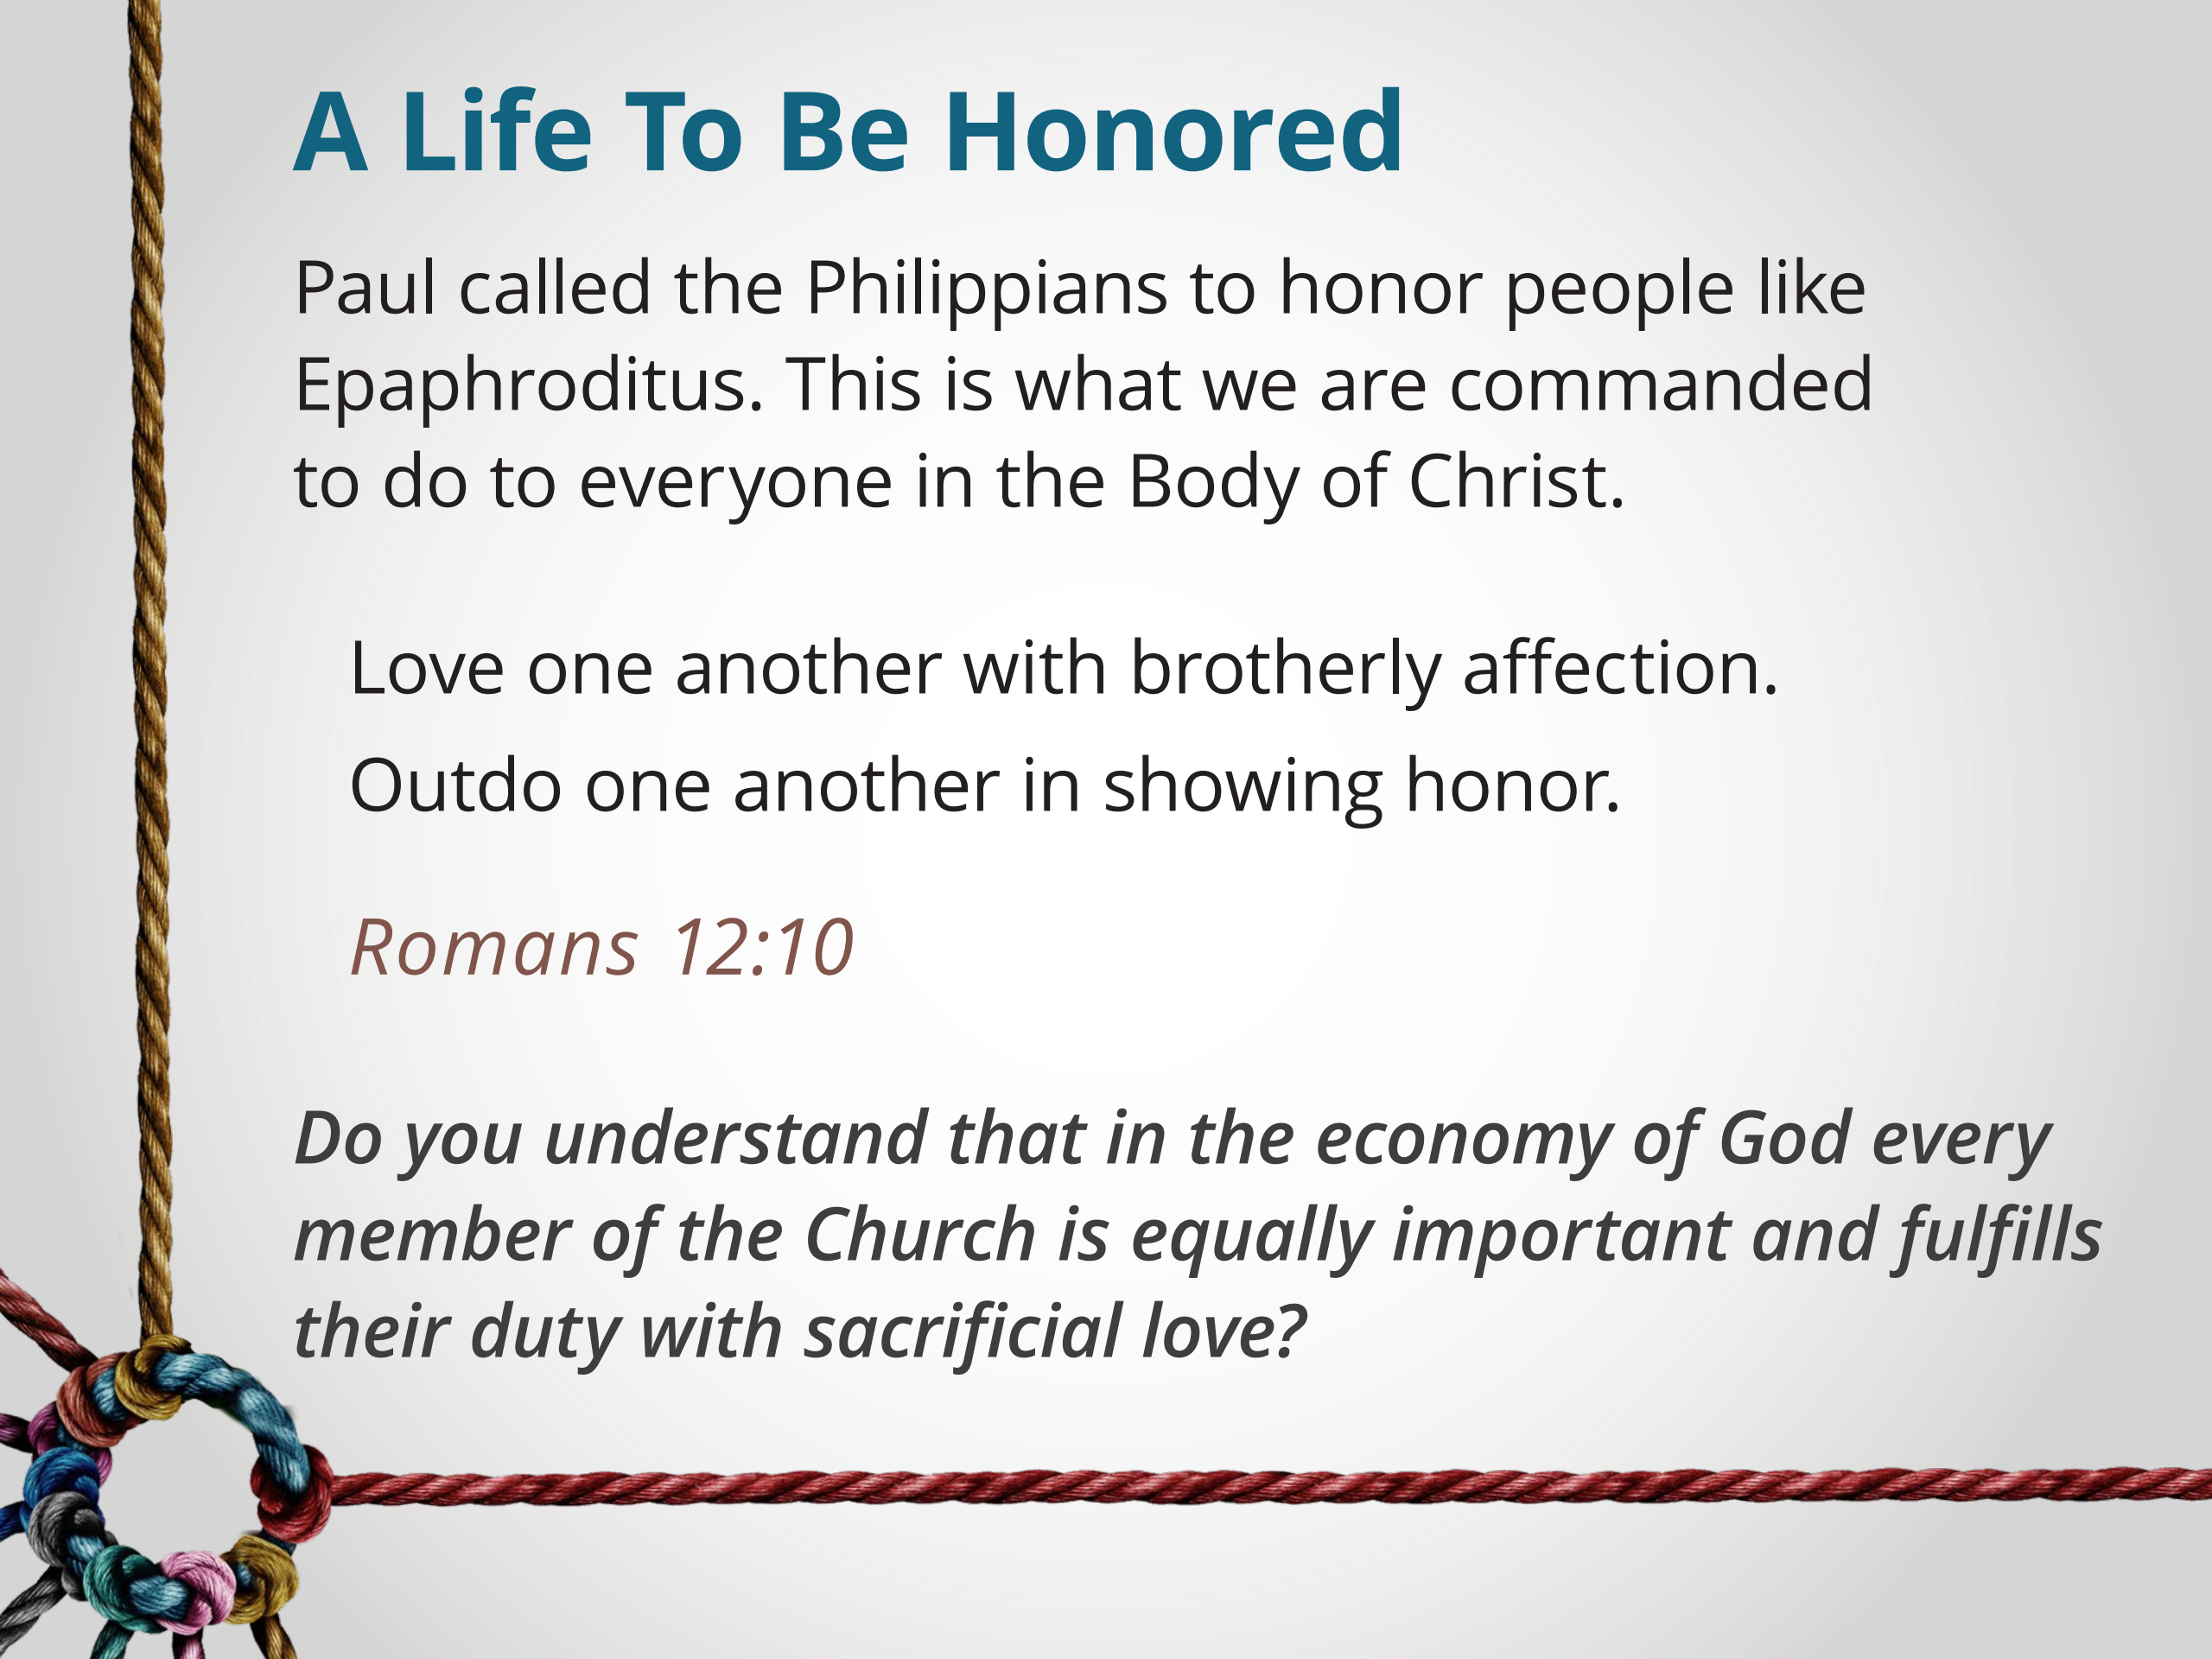 A Life To Be Honored
Paul called the Philippians to honor people like
Epaphroditus. This is what we are commanded
to do to everyone in the Body of Christ.
Love one another with brotherly affection.
Outdo one another in showing honor.
Romans 12:10
Do you understand that in the economy of God every
member of the Church is equally important and fulfills
their duty with sacrificial love?